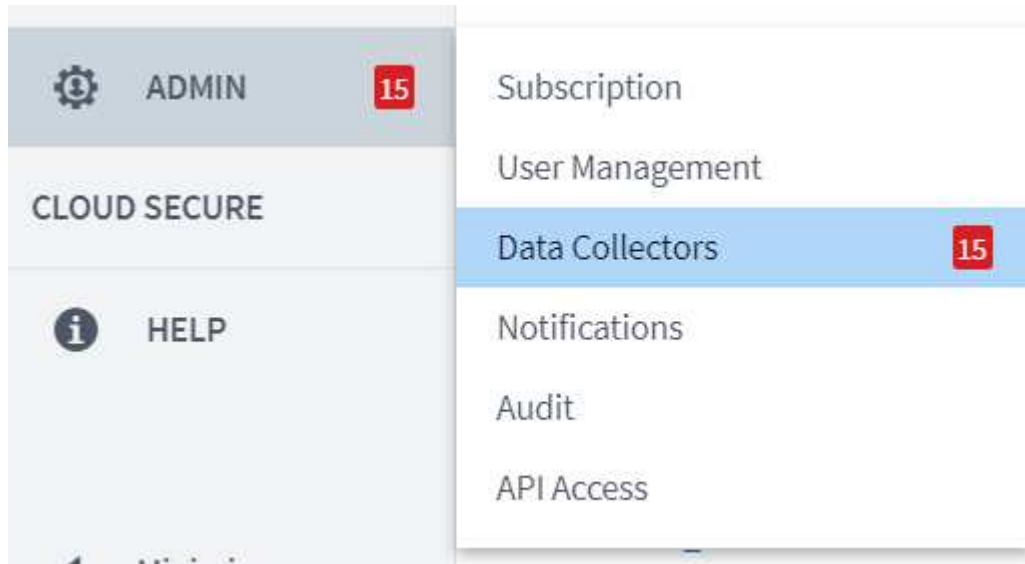 ADMIN 15
CLOUD SECURE
HELP
Subscription
User Management
Data Collectors 15
Notifications
Audit
API Access